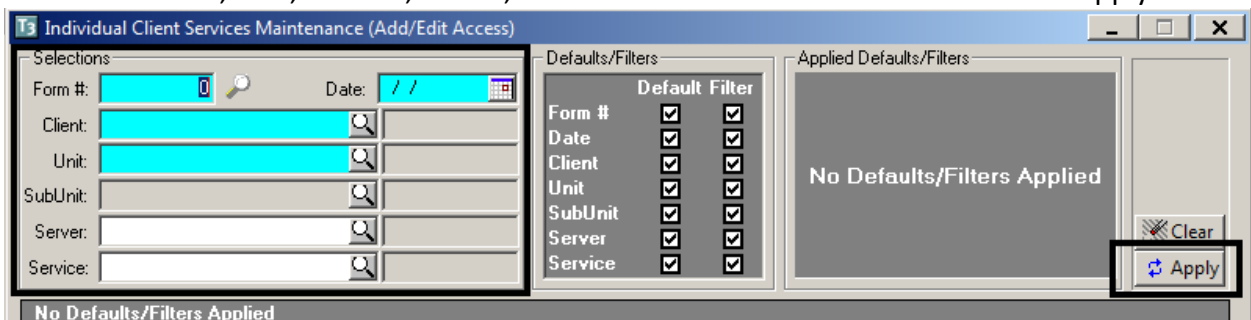 T3 Individual Client Services Maintenance (Add/Edit Access)
Selections
Form #: 0 Date: / /
Client:
Unit:
SubUnit:
Server:
Service:
Defaults/Filters
Default Filter
Form #
Date
Client
Unit
SubUnit
Server
Service
Applied Defaults/Filters
No Defaults/Filters Applied
Clear
Apply
No Defaults/Filters Applied